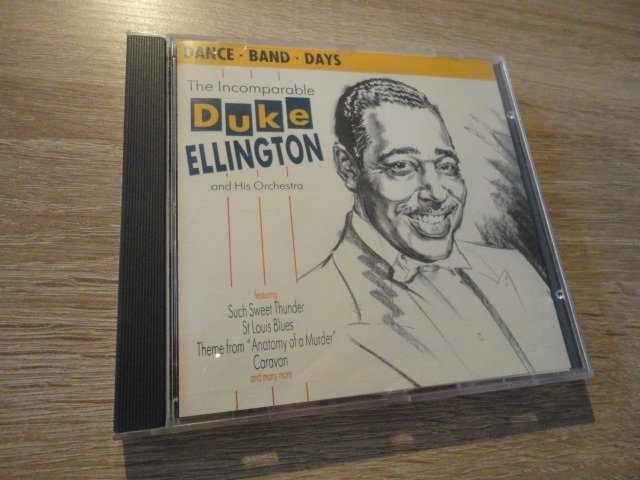 DANCE · BAND · DAYS
The Incomparable
Duke
ELLINGTON
and His Orchestra
featuring
Such Sweet Thunder
St Louis Blues
Theme from "Anatomy of a Murder"
Caravan
and many more